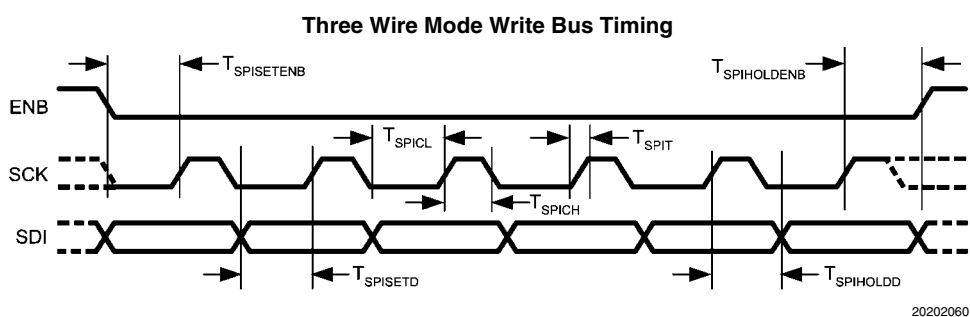 Three Wire Mode Write Bus Timing
TSPISETENB
TSPIHOLDENB
ENB
TSPICL
TSPIT
SCK
TSPICH
SDI
TSPISETD
TSPIHOLDD
20202060